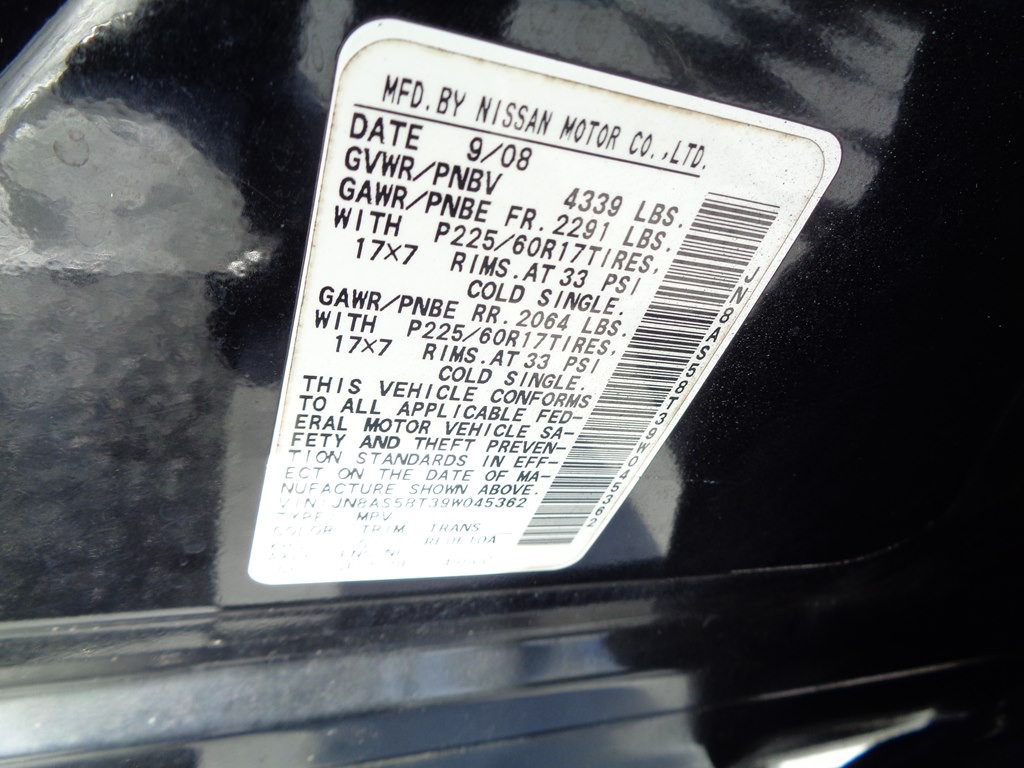 MFD.BY NISSAN MOTOR CO.,LTD.
DATE 9/08
GVWR/PNBV 4339 LBS.
GAWR/PNBE FR. 2291 LBS.
WITH P225/60R17TIRES,
17X7 RIMS.AT 33 PSI
COLD SINGLE.
GAWR/PNBE RR. 2064 LBS.
WITH P225/60R17TIRES,
17X7 RIMS.AT 33 PSI
COLD SINGLE.
THIS VEHICLE CONFORMS
TO ALL APPLICABLE FED-
ERAL MOTOR VEHICLE SA-
FETY AND THEFT PREVEN-
TION STANDARDS IN EFF-
ECT ON THE DATE OF MA-
NUFACTURE SHOWN ABOVE.
VIN: JN8AS58T39W045362
TYPE MPV
COLOR TRIM TRANS
JN8AS58T39W045362